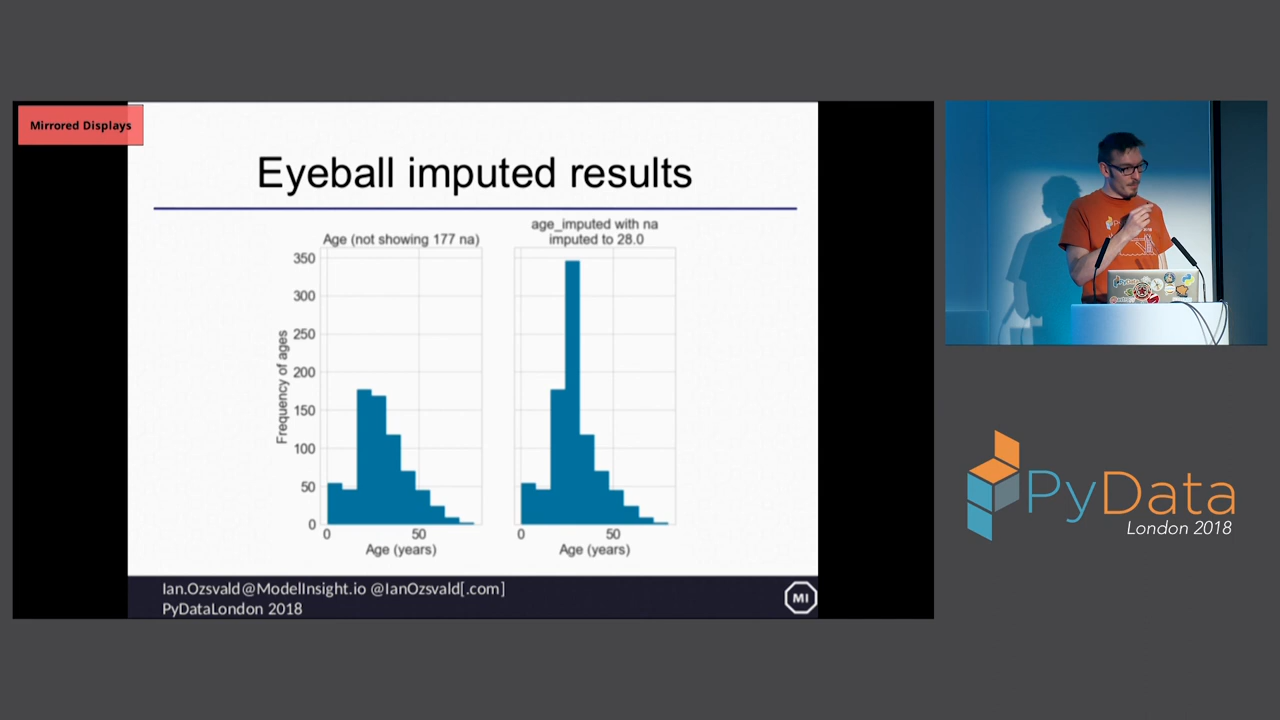 Mirrored Displays
Eyeball imputed results
Age (not showing 177 na)
age_imputed with na
imputed to 28.0
Frequency of ages
350
300
250
200
150
100
50
0
0
50
0
50
Age (years)
Age (years)
Ian.Ozsvald@ModelInsight.io @IanOzsvald[.com]
PyDataLondon 2018
MI
PyData
London 2018